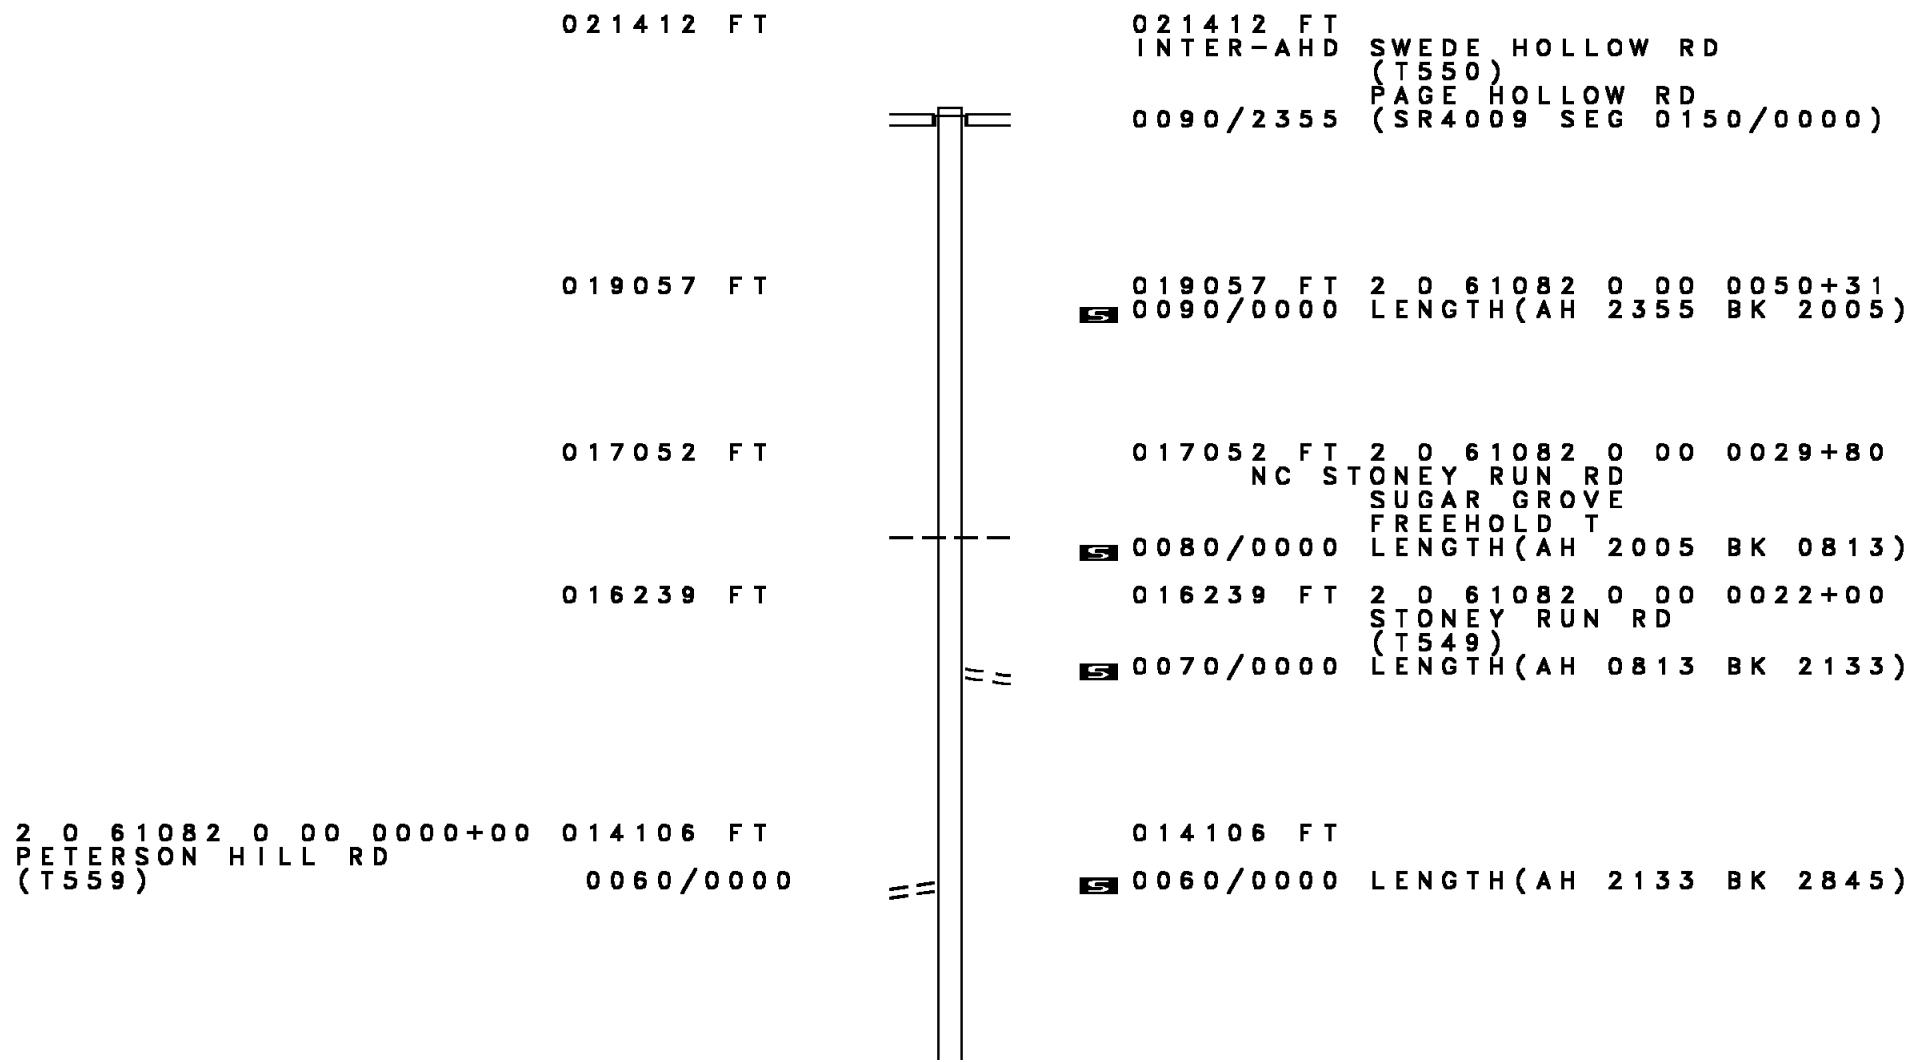 021412 FT 021412 FT
INTER-AHD SWEDE HOLLOW RD
(T550)
PAGE HOLLOW RD
0090/2355 (SR4009 SEG 0150/0000)
019057 FT 019057 FT 2 0 61082 0 00 0050+31
S 0090/0000 LENGTH(AH 2355 BK 2005)
017052 FT 017052 FT 2 0 61082 0 00 0029+80
NC STONEY RUN RD
SUGAR GROVE
FREEHOLD T
S 0080/0000 LENGTH(AH 2005 BK 0813)
016239 FT 016239 FT 2 0 61082 0 00 0022+00
STONEY RUN RD
(T549)
S 0070/0000 LENGTH(AH 0813 BK 2133)
2 0 61082 0 00 0000+00 014106 FT 014106 FT
PETERSON HILL RD
(T559) 0060/0000 S 0060/0000 LENGTH(AH 2133 BK 2845)